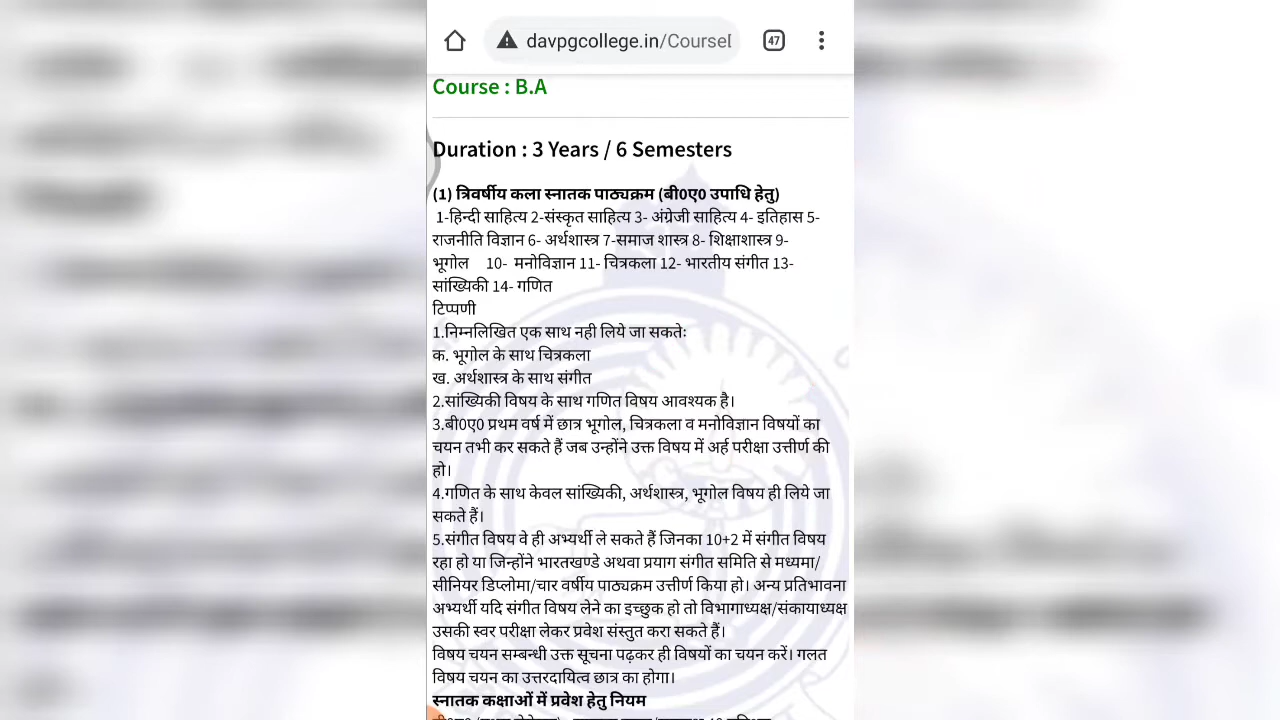 davpgcollege.in/Course
47
Course : B.A
Duration : 3 Years / 6 Semesters
(1) त्रिवर्षीय कला स्नातक पाठ्यक्रम (बी0ए0 उपाधि हेतु)
1-हिन्दी साहित्य 2-संस्कृत साहित्य 3- अंग्रेजी साहित्य 4- इतिहास 5-
राजनीति विज्ञान 6- अर्थशास्त्र 7-समाज शास्त्र 8- शिक्षाशास्त्र 9-
भूगोल 10- मनोविज्ञान 11- चित्रकला 12- भारतीय संगीत 13-
सांख्यिकी 14- गणित
टिप्पणी
1.निम्नलिखित एक साथ नही लिये जा सकतेः
क. भूगोल के साथ चित्रकला
ख. अर्थशास्त्र के साथ संगीत
2.सांख्यिकी विषय के साथ गणित विषय आवश्यक है।
3.बी0ए0 प्रथम वर्ष में छात्र भूगोल, चित्रकला व मनोविज्ञान विषयों का
चयन तभी कर सकते हैं जब उन्होंने उक्त विषय में अर्ह परीक्षा उत्तीर्ण की
हो।
4.गणित के साथ केवल सांख्यिकी, अर्थशास्त्र, भूगोल विषय ही लिये जा
सकते हैं।
5.संगीत विषय वे ही अभ्यर्थी ले सकते हैं जिनका 10+2 में संगीत विषय
रहा हो या जिन्होंने भारतखण्डे अथवा प्रयाग संगीत समिति से मध्यमा/
सीनियर डिप्लोमा/चार वर्षीय पाठ्यक्रम उत्तीर्ण किया हो। अन्य प्रतिभावना
अभ्यर्थी यदि संगीत विषय लेने का इच्छुक हो तो विभागाध्यक्ष/संकायाध्यक्ष
उसकी स्वर परीक्षा लेकर प्रवेश संस्तुत करा सकते हैं।
विषय चयन सम्बन्धी उक्त सूचना पढ़कर ही विषयों का चयन करें। गलत
विषय चयन का उत्तरदायित्व छात्र का होगा।
स्नातक कक्षाओं में प्रवेश हेतु नियम